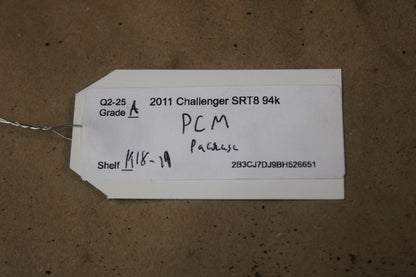 Q2-25 2011 Challenger SRT8 94k
Grade A
PCM
Package
Shelf K18-19 2B3CJ7DJ9BH526651